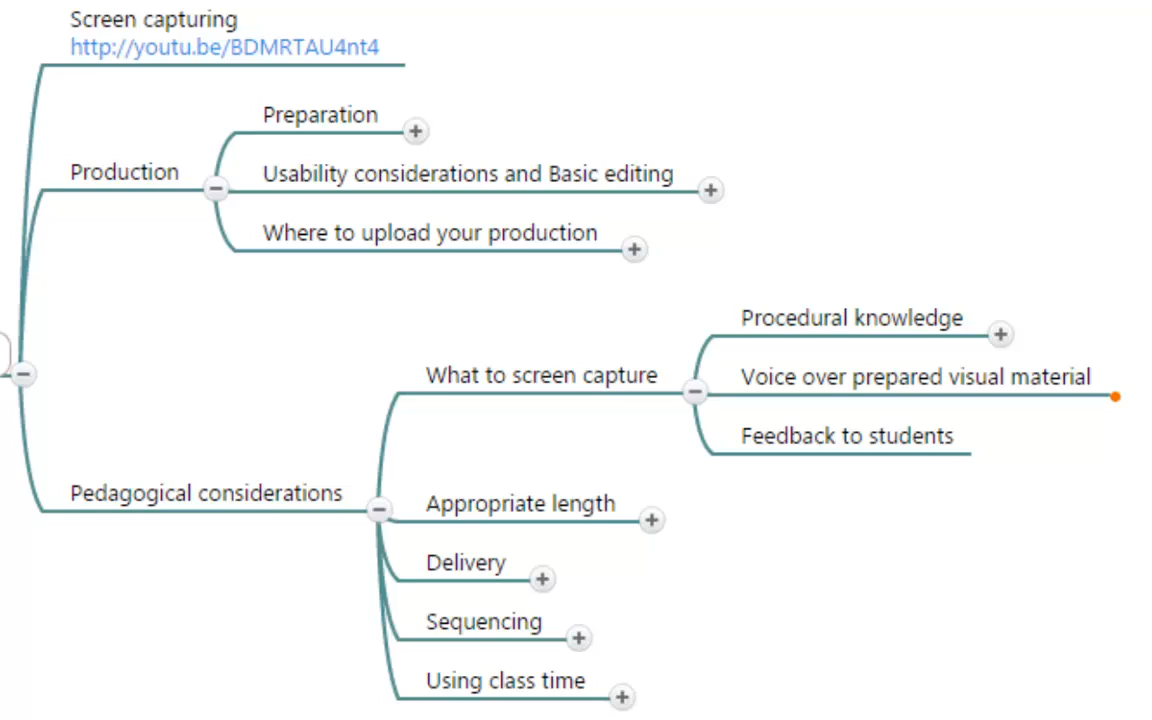 Screen capturing
http://youtu.be/BDMRTAU4nt4
Production
Preparation
Usability considerations and Basic editing
Where to upload your production
Pedagogical considerations
What to screen capture
Procedural knowledge
Voice over prepared visual material
Feedback to students
Appropriate length
Delivery
Sequencing
Using class time